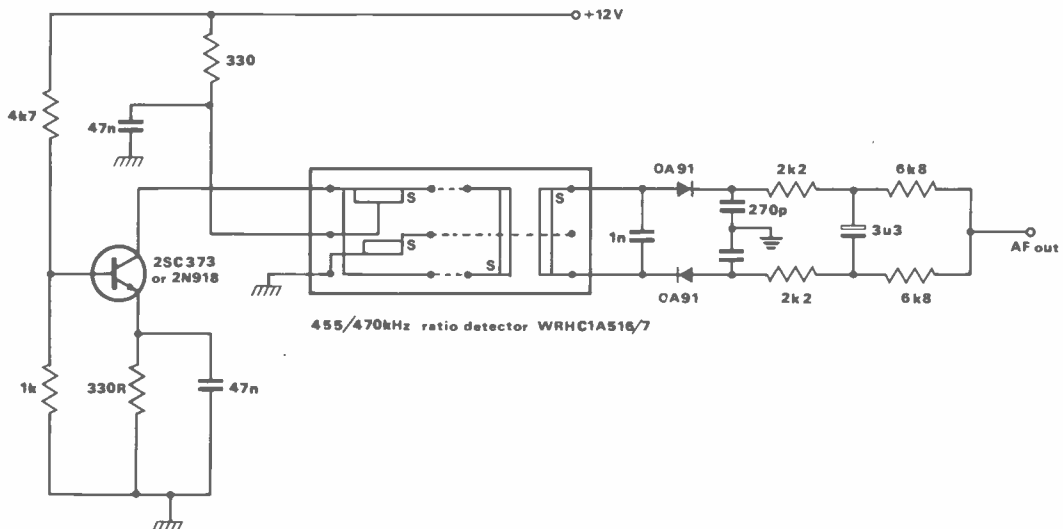 +12V
330
4k7
47n
OA91
2k2
6k8
S
S
S
S
270p
1n
3u3
AF out
2SC373
or 2N918
OA91
2k2
6k8
455/470kHz ratio detector WRHC1A516/7
1k
330R
47n